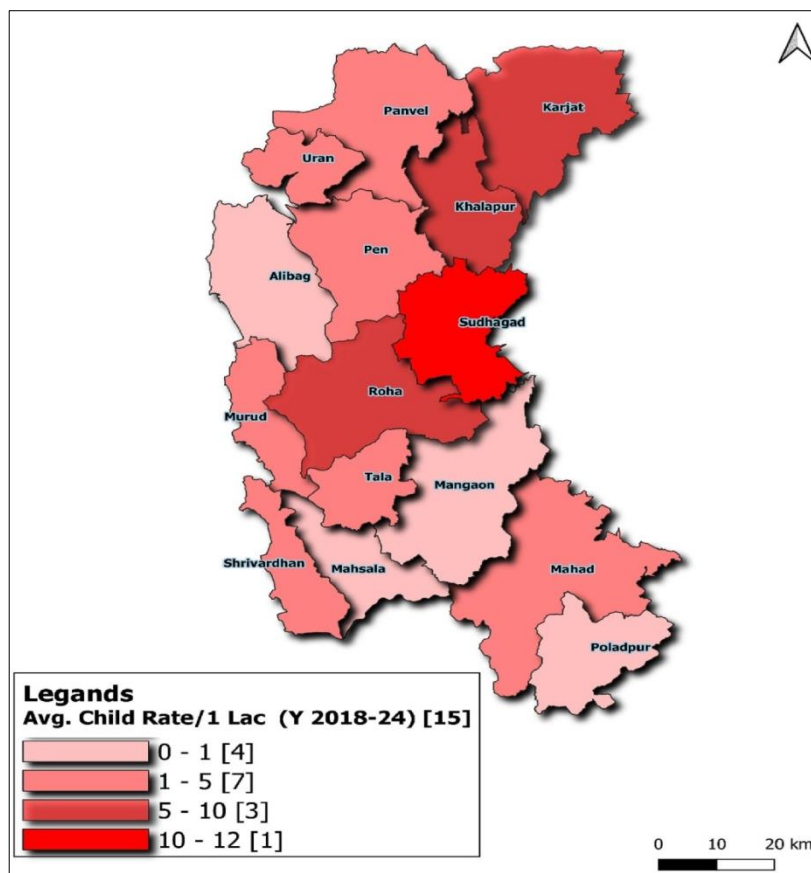 Panvel
Karjat
Uran
Khalapur
Pen
Alibag
Sudhagad
Roha
Murud
Tala
Mangaon
Shrivardhan
Mahsala
Mahad
Poladpur
Legands
Avg. Child Rate/1 Lac (Y 2018-24) [15]
0 - 1 [4]
1 - 5 [7]
5 - 10 [3]
10 - 12 [1]
0 10 20 km